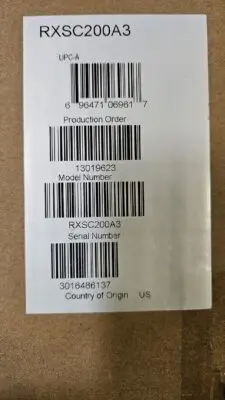 RXSC200A3
UPC-A
6 96471 06961 7
Production Order
13019623
Model Number
RXSC200A3
Serial Number
3016486137
Country of Origin US